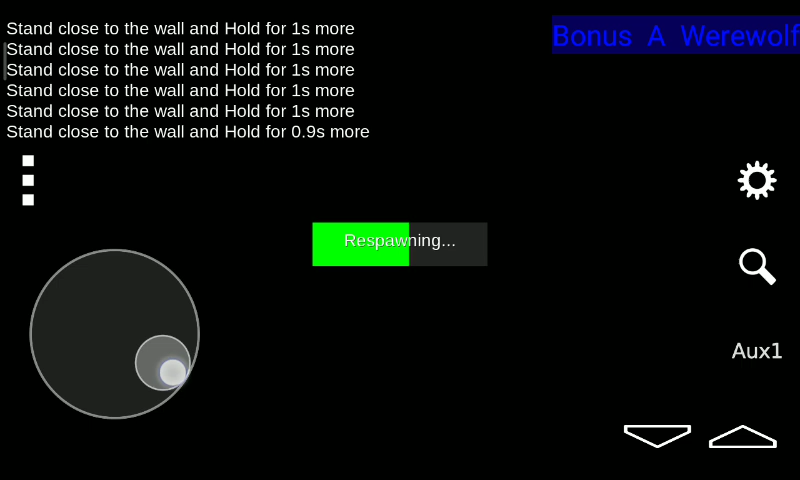 Stand close to the wall and Hold for 1s more
Stand close to the wall and Hold for 1s more
Stand close to the wall and Hold for 1s more
Stand close to the wall and Hold for 1s more
Stand close to the wall and Hold for 1s more
Stand close to the wall and Hold for 0.9s more
Bonus A Werewolf
Respawning...
Aux1